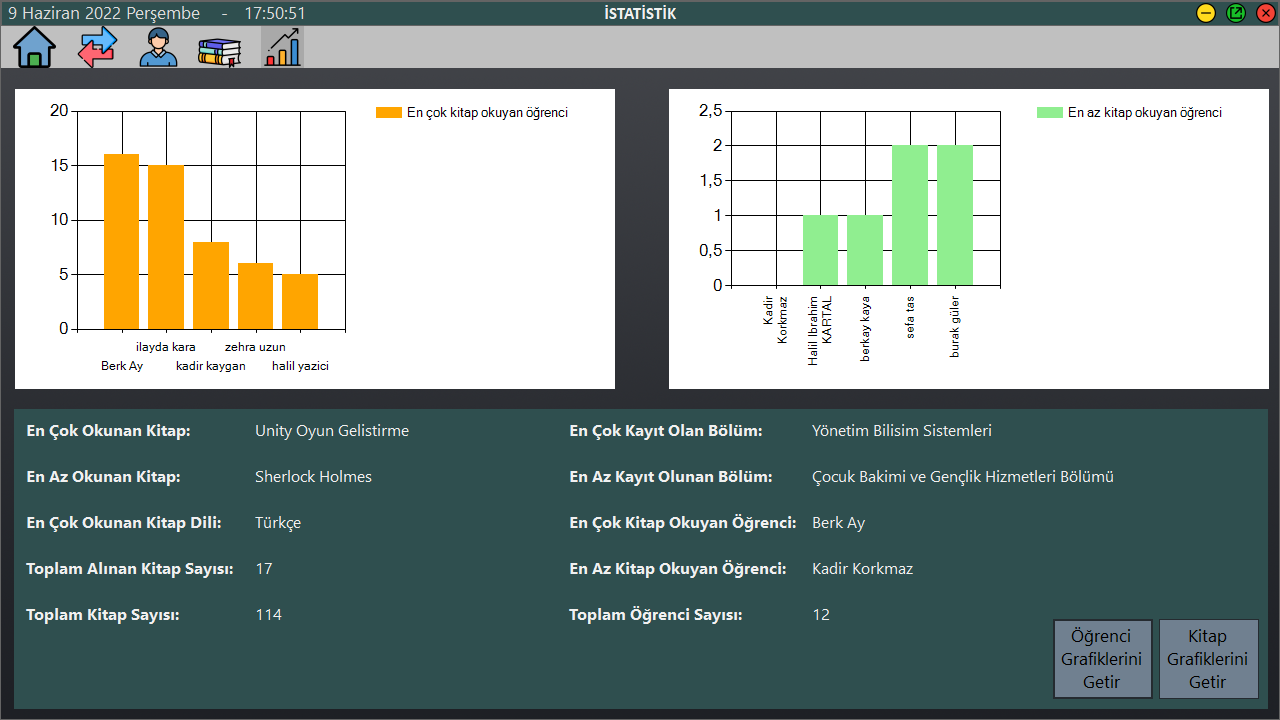 9 Haziran 2022 Perşembe - 17:50:51
İSTATİSTİK
20
15
10
5
0
ilayda kara zehra uzun
Berk Ay kadir kaygan halil yazici
En çok kitap okuyan öğrenci
2,5
2
1,5
1
0,5
0
Kadir
Korkmaz
Halil Ibrahim
KARTAL
berkay kaya
sefa tas
burak güler
En az kitap okuyan öğrenci
En Çok Okunan Kitap: Unity Oyun Gelistirme
En Az Okunan Kitap: Sherlock Holmes
En Çok Okunan Kitap Dili: Türkçe
Toplam Alınan Kitap Sayısı: 17
Toplam Kitap Sayısı: 114
En Çok Kayıt Olan Bölüm: Yönetim Bilisim Sistemleri
En Az Kayıt Olunan Bölüm: Çocuk Bakimi ve Gençlik Hizmetleri Bölümü
En Çok Kitap Okuyan Öğrenci: Berk Ay
En Az Kitap Okuyan Öğrenci: Kadir Korkmaz
Toplam Öğrenci Sayısı: 12
Öğrenci
Grafiklerini
Getir
Kitap
Grafiklerini
Getir